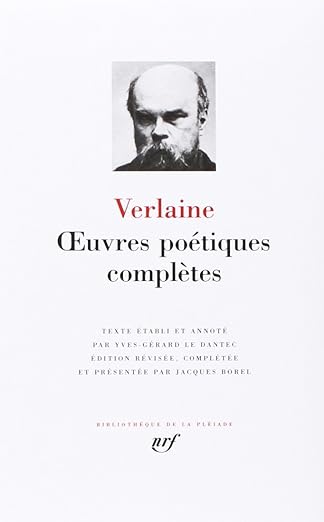 Verlaine
Œuvres poétiques
complètes
TEXTE ÉTABLI ET ANNOTÉ
PAR YVES-GÉRARD LE DANTEC
ÉDITION RÉVISÉE, COMPLÉTÉE
ET PRÉSENTÉE PAR JACQUES BOREL
BIBLIOTHÈQUE DE LA PLÉIADE
nrf